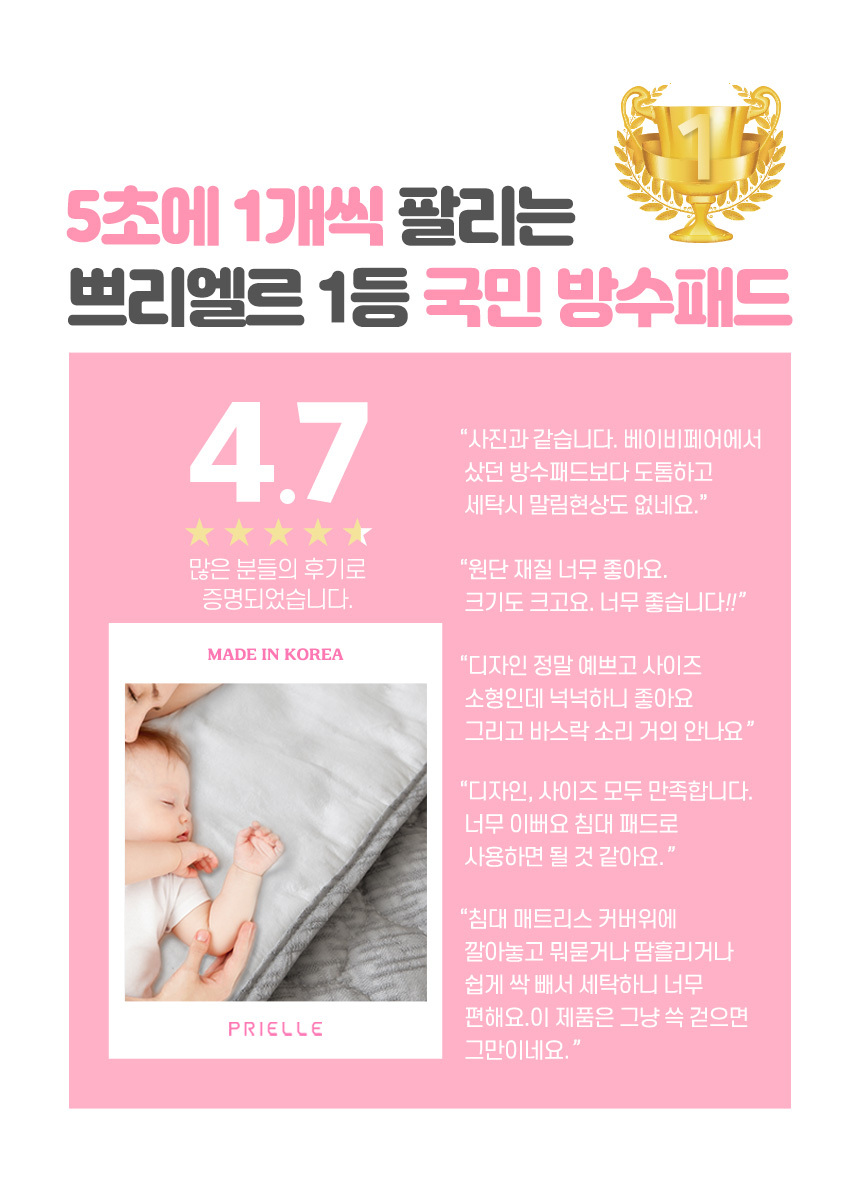 1
5초에 1개씩 팔리는
쁘리엘르 1등 국민 방수패드
4.7
많은 분들의 후기로
증명되었습니다.
MADE IN KOREA
PRIELLE
“사진과 같습니다. 베이비페어에서
샀던 방수패드보다 도톰하고
세탁시 말림현상도 없네요.”
“원단 재질 너무 좋아요.
크기도 크고요. 너무 좋습니다!!”
“디자인 정말 예쁘고 사이즈
소형인데 넉넉하니 좋아요
그리고 바스락 소리 거의 안나요”
“디자인, 사이즈 모두 만족합니다.
너무 이뻐요 침대 패드로
사용하면 될 것 같아요.”
“침대 매트리스 커버위에
깔아놓고 뭐묻거나 땀흘리거나
쉽게 싹 빼서 세탁하니 너무
편해요.이 제품은 그냥 쓱 걷으면
그만이네요.”